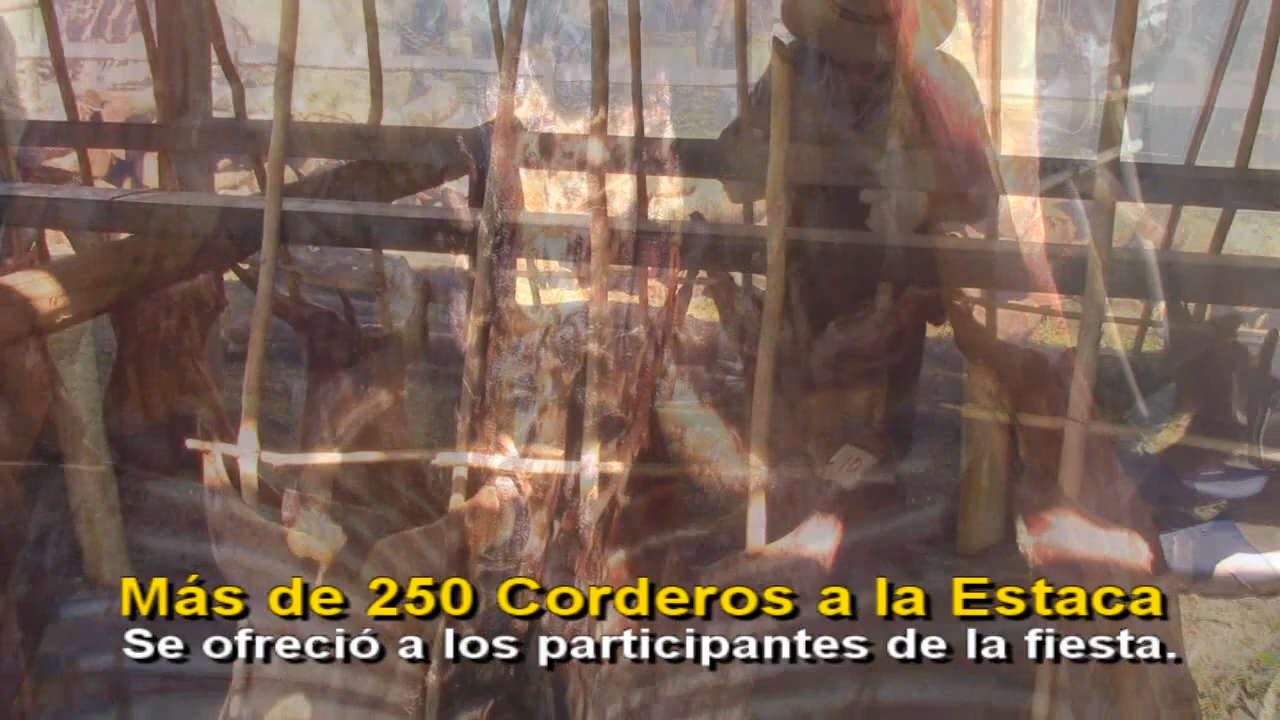 Más de 250 Corderos a la Estaca
Se ofreció a los participantes de la fiesta.